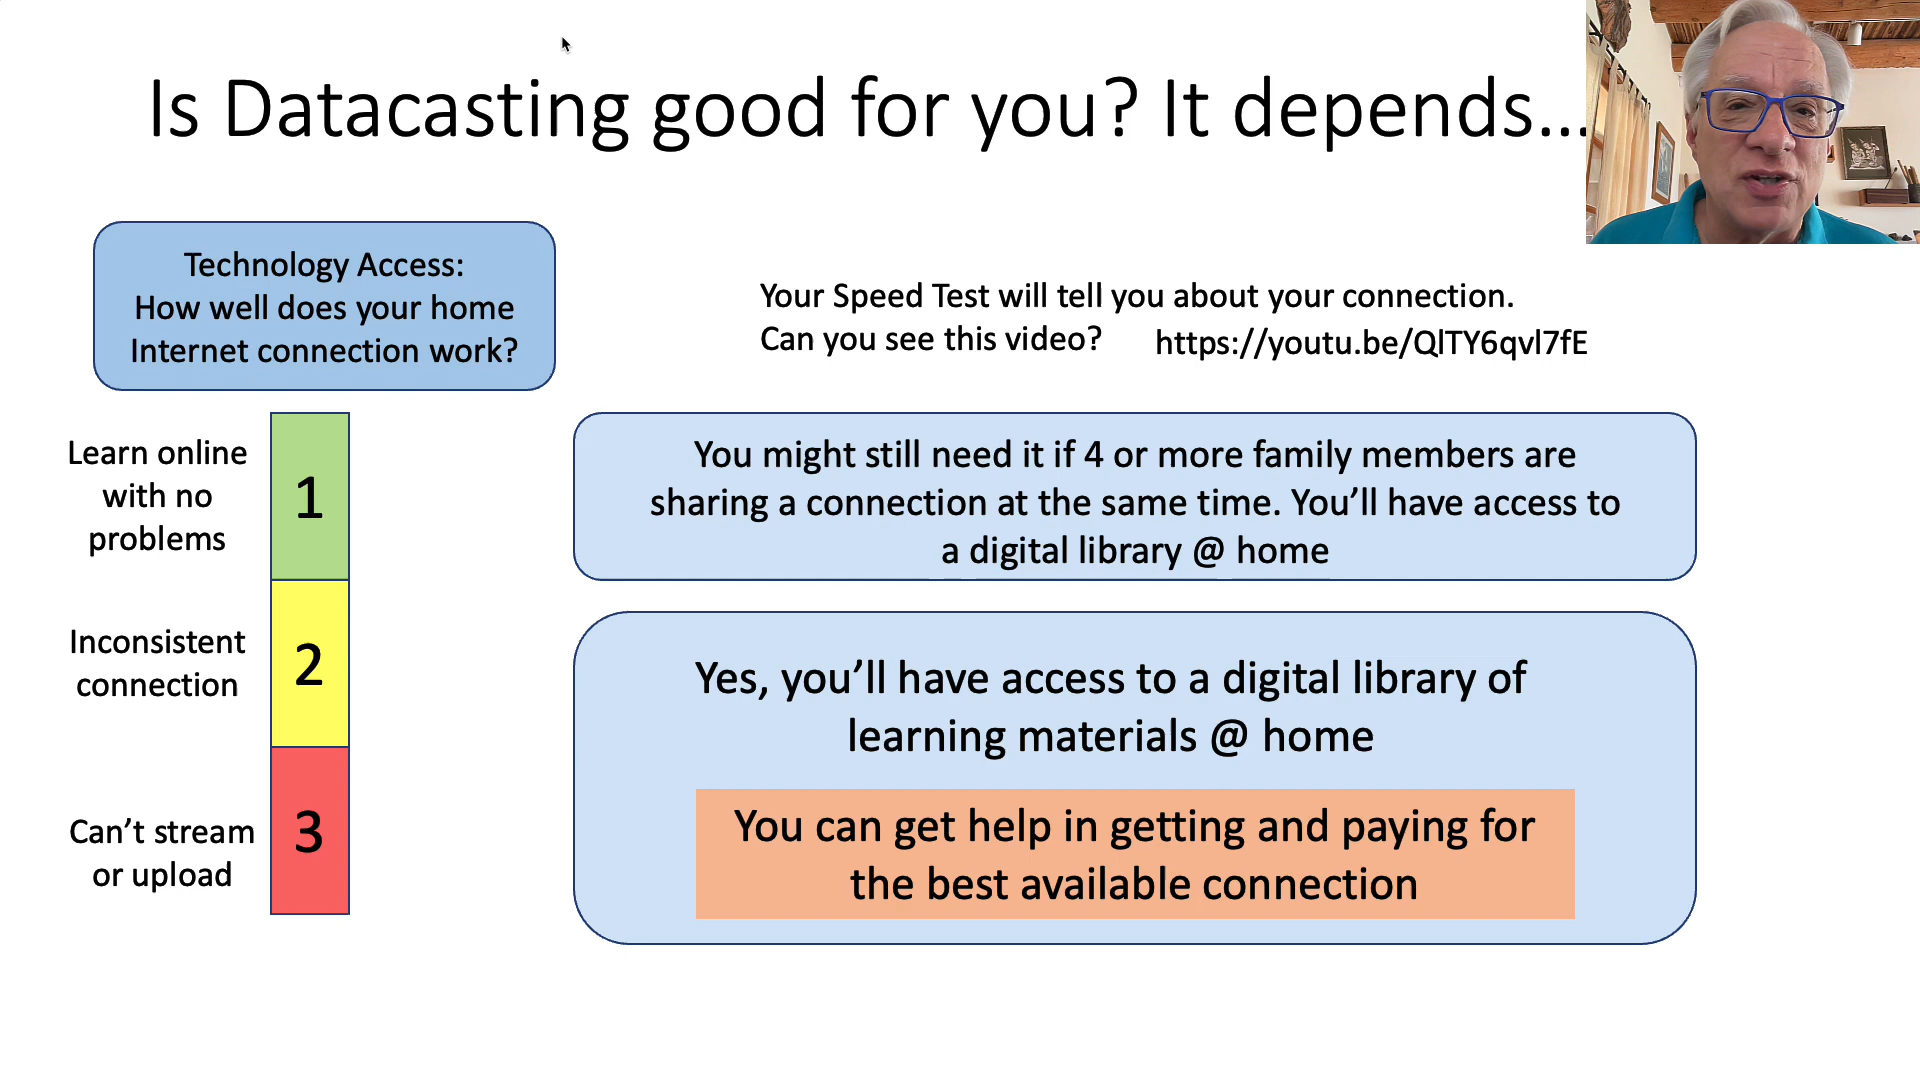 Is Datacasting good for you? It depends...
Technology Access:
How well does your home
Internet connection work?
Your Speed Test will tell you about your connection.
Can you see this video? https://youtu.be/QlTY6qvl7fE
Learn online
with no
problems
1
You might still need it if 4 or more family members are
sharing a connection at the same time. You’ll have access to
a digital library @ home
Inconsistent
connection
2
Yes, you’ll have access to a digital library of
learning materials @ home
Can’t stream
or upload
3
You can get help in getting and paying for
the best available connection